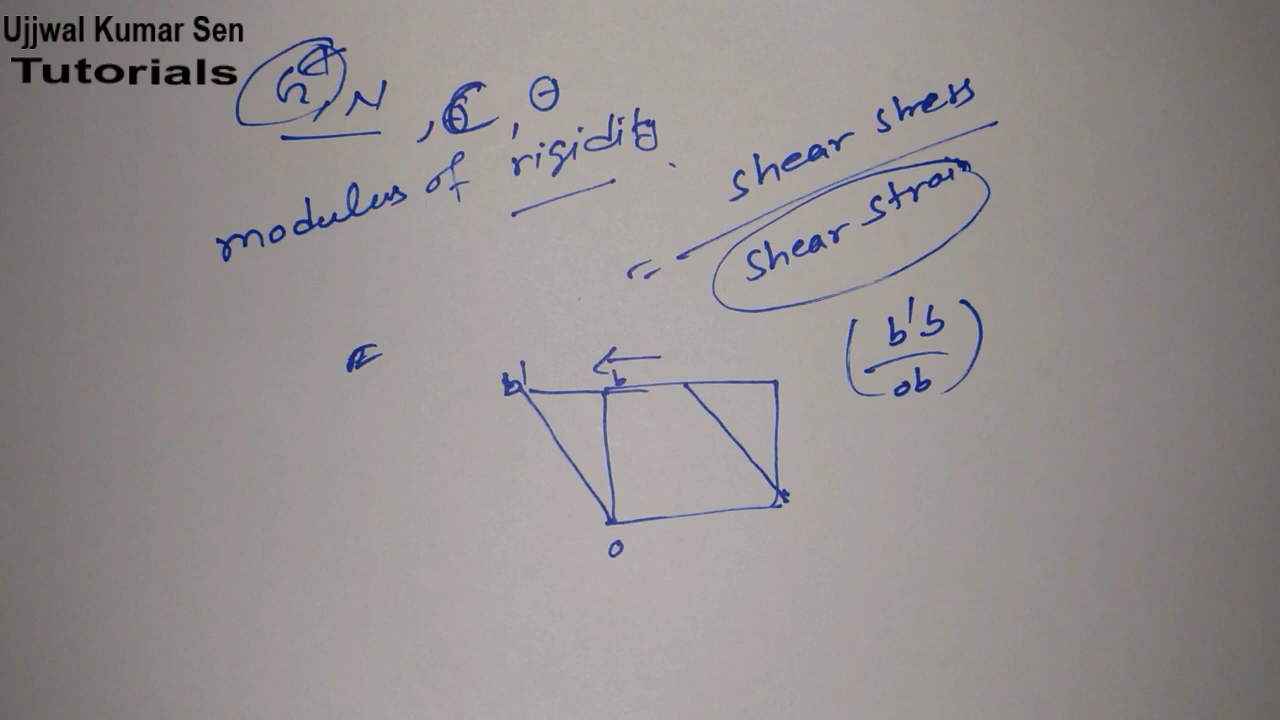 Ujjwal Kumar Sen
Tutorials
G, N, C, θ
modulus of rigidity
= shear stress
shear strain
(b'b
ob)
b' b
o